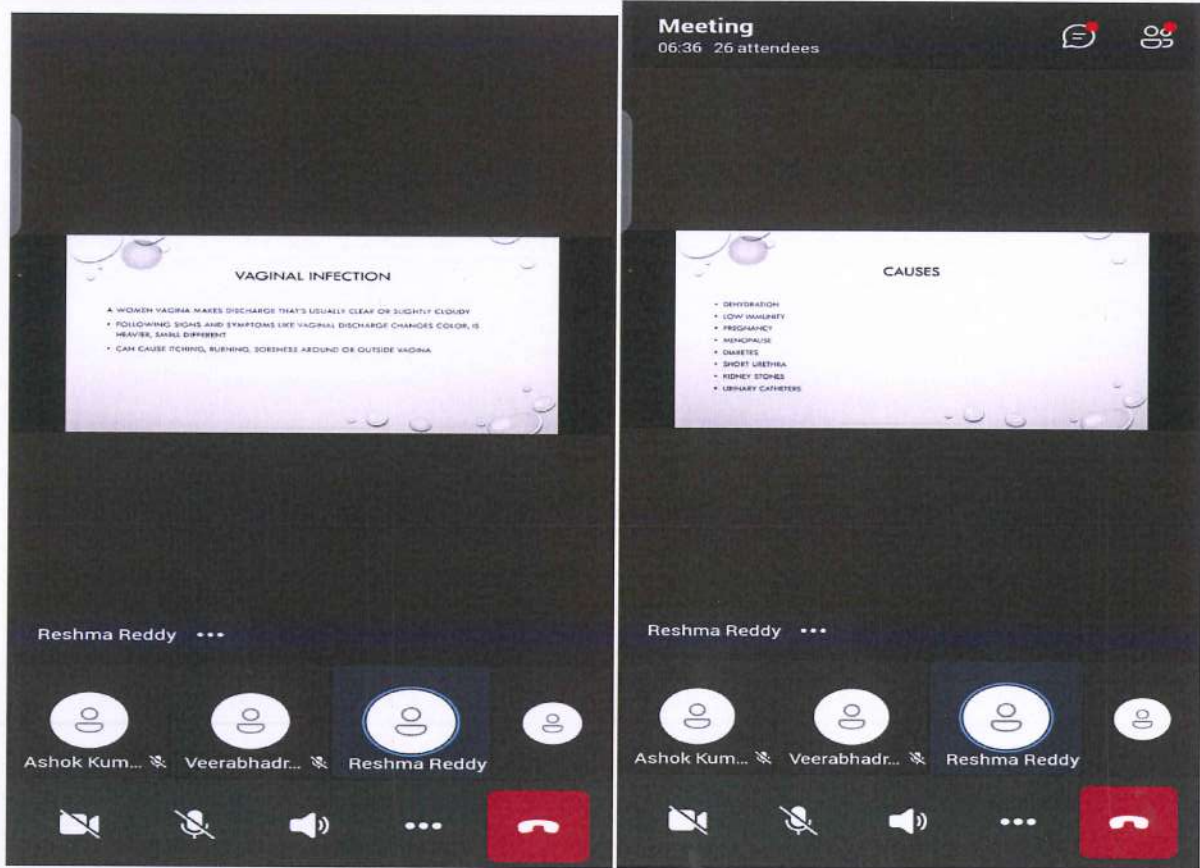 VAGINAL INFECTION
A WOMEN VAGINA MAKES DISCHARGE THAT'S USUALLY CLEAR OR SLIGHTLY CLOUDY
• FOLLOWING SIGNS AND SYMPTOMS LIKE VAGINAL DISCHARGE CHANGES COLOR, IS
HEAVIER, SMELL DIFFERENT
• CAN CAUSE ITCHING, BURNING, SORENESS AROUND OR OUTSIDE VAGINA
Reshma Reddy •••
Ashok Kum...
Veerabhadr...
Reshma Reddy
Meeting
06:36 26 attendees
CAUSES
• DEHYDRATION
• LOW IMMUNITY
• PREGNANCY
• MENOPAUSE
• DIABETES
• SHORT URETHRA
• KIDNEY STONES
• URINARY CATHETERS
Reshma Reddy •••
Ashok Kum...
Veerabhadr...
Reshma Reddy